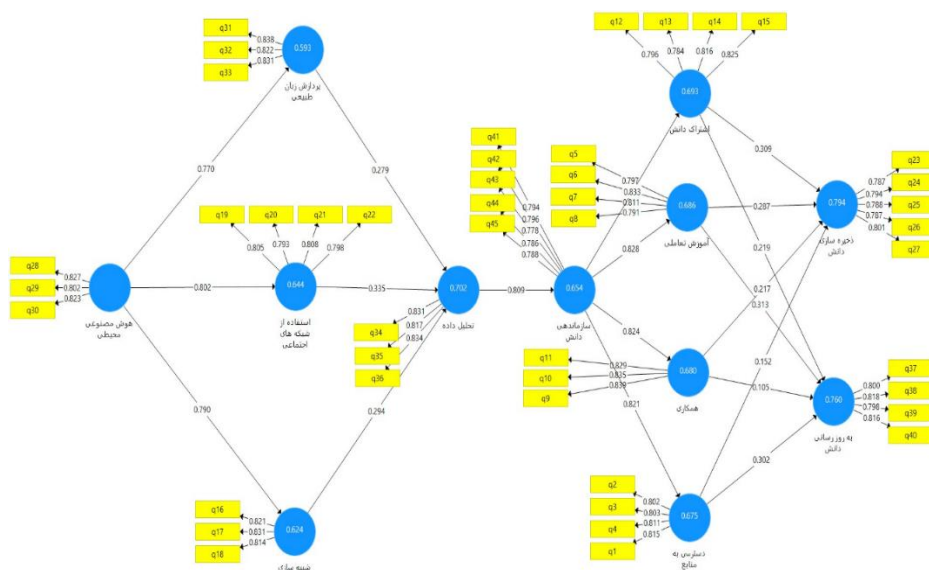 q31
q32
q33
0.838
0.822
0.831
0.593
پردازش زبان
طبیعی
0.770
0.279
q19
q20
q21
q22
0.805
0.793
0.808
0.798
q28
q29
q30
0.827
0.802
0.823
هوش مصنوعی
محیطی
0.802
0.644
استفاده از
شبکه های
اجتماعی
0.335
0.702
تحلیل داده
q34
q35
q36
0.831
0.817
0.834
0.790
0.294
q16
q17
q18
0.821
0.831
0.814
0.624
شبیه سازی
0.809
q41
q42
q43
q44
q45
0.794
0.796
0.778
0.786
0.788
0.654
سازماندهی
دانش
q12
q13
q14
q15
0.796
0.784
0.816
0.825
0.693
اشتراک دانش
q5
q6
q7
q8
0.797
0.833
0.811
0.791
0.828
0.686
آموزش تعاملی
0.824
q11
q10
q9
0.829
0.835
0.839
0.680
همکاری
0.821
q2
q3
q4
q1
0.802
0.803
0.811
0.815
0.675
دسترسی به
منابع
0.309
0.287
0.219
0.217
0.313
0.152
0.105
0.302
0.794
ذخیره سازی
دانش
q23
q24
q25
q26
q27
0.787
0.794
0.788
0.787
0.801
0.760
به روز رسانی
دانش
q37
q38
q39
q40
0.800
0.818
0.798
0.816